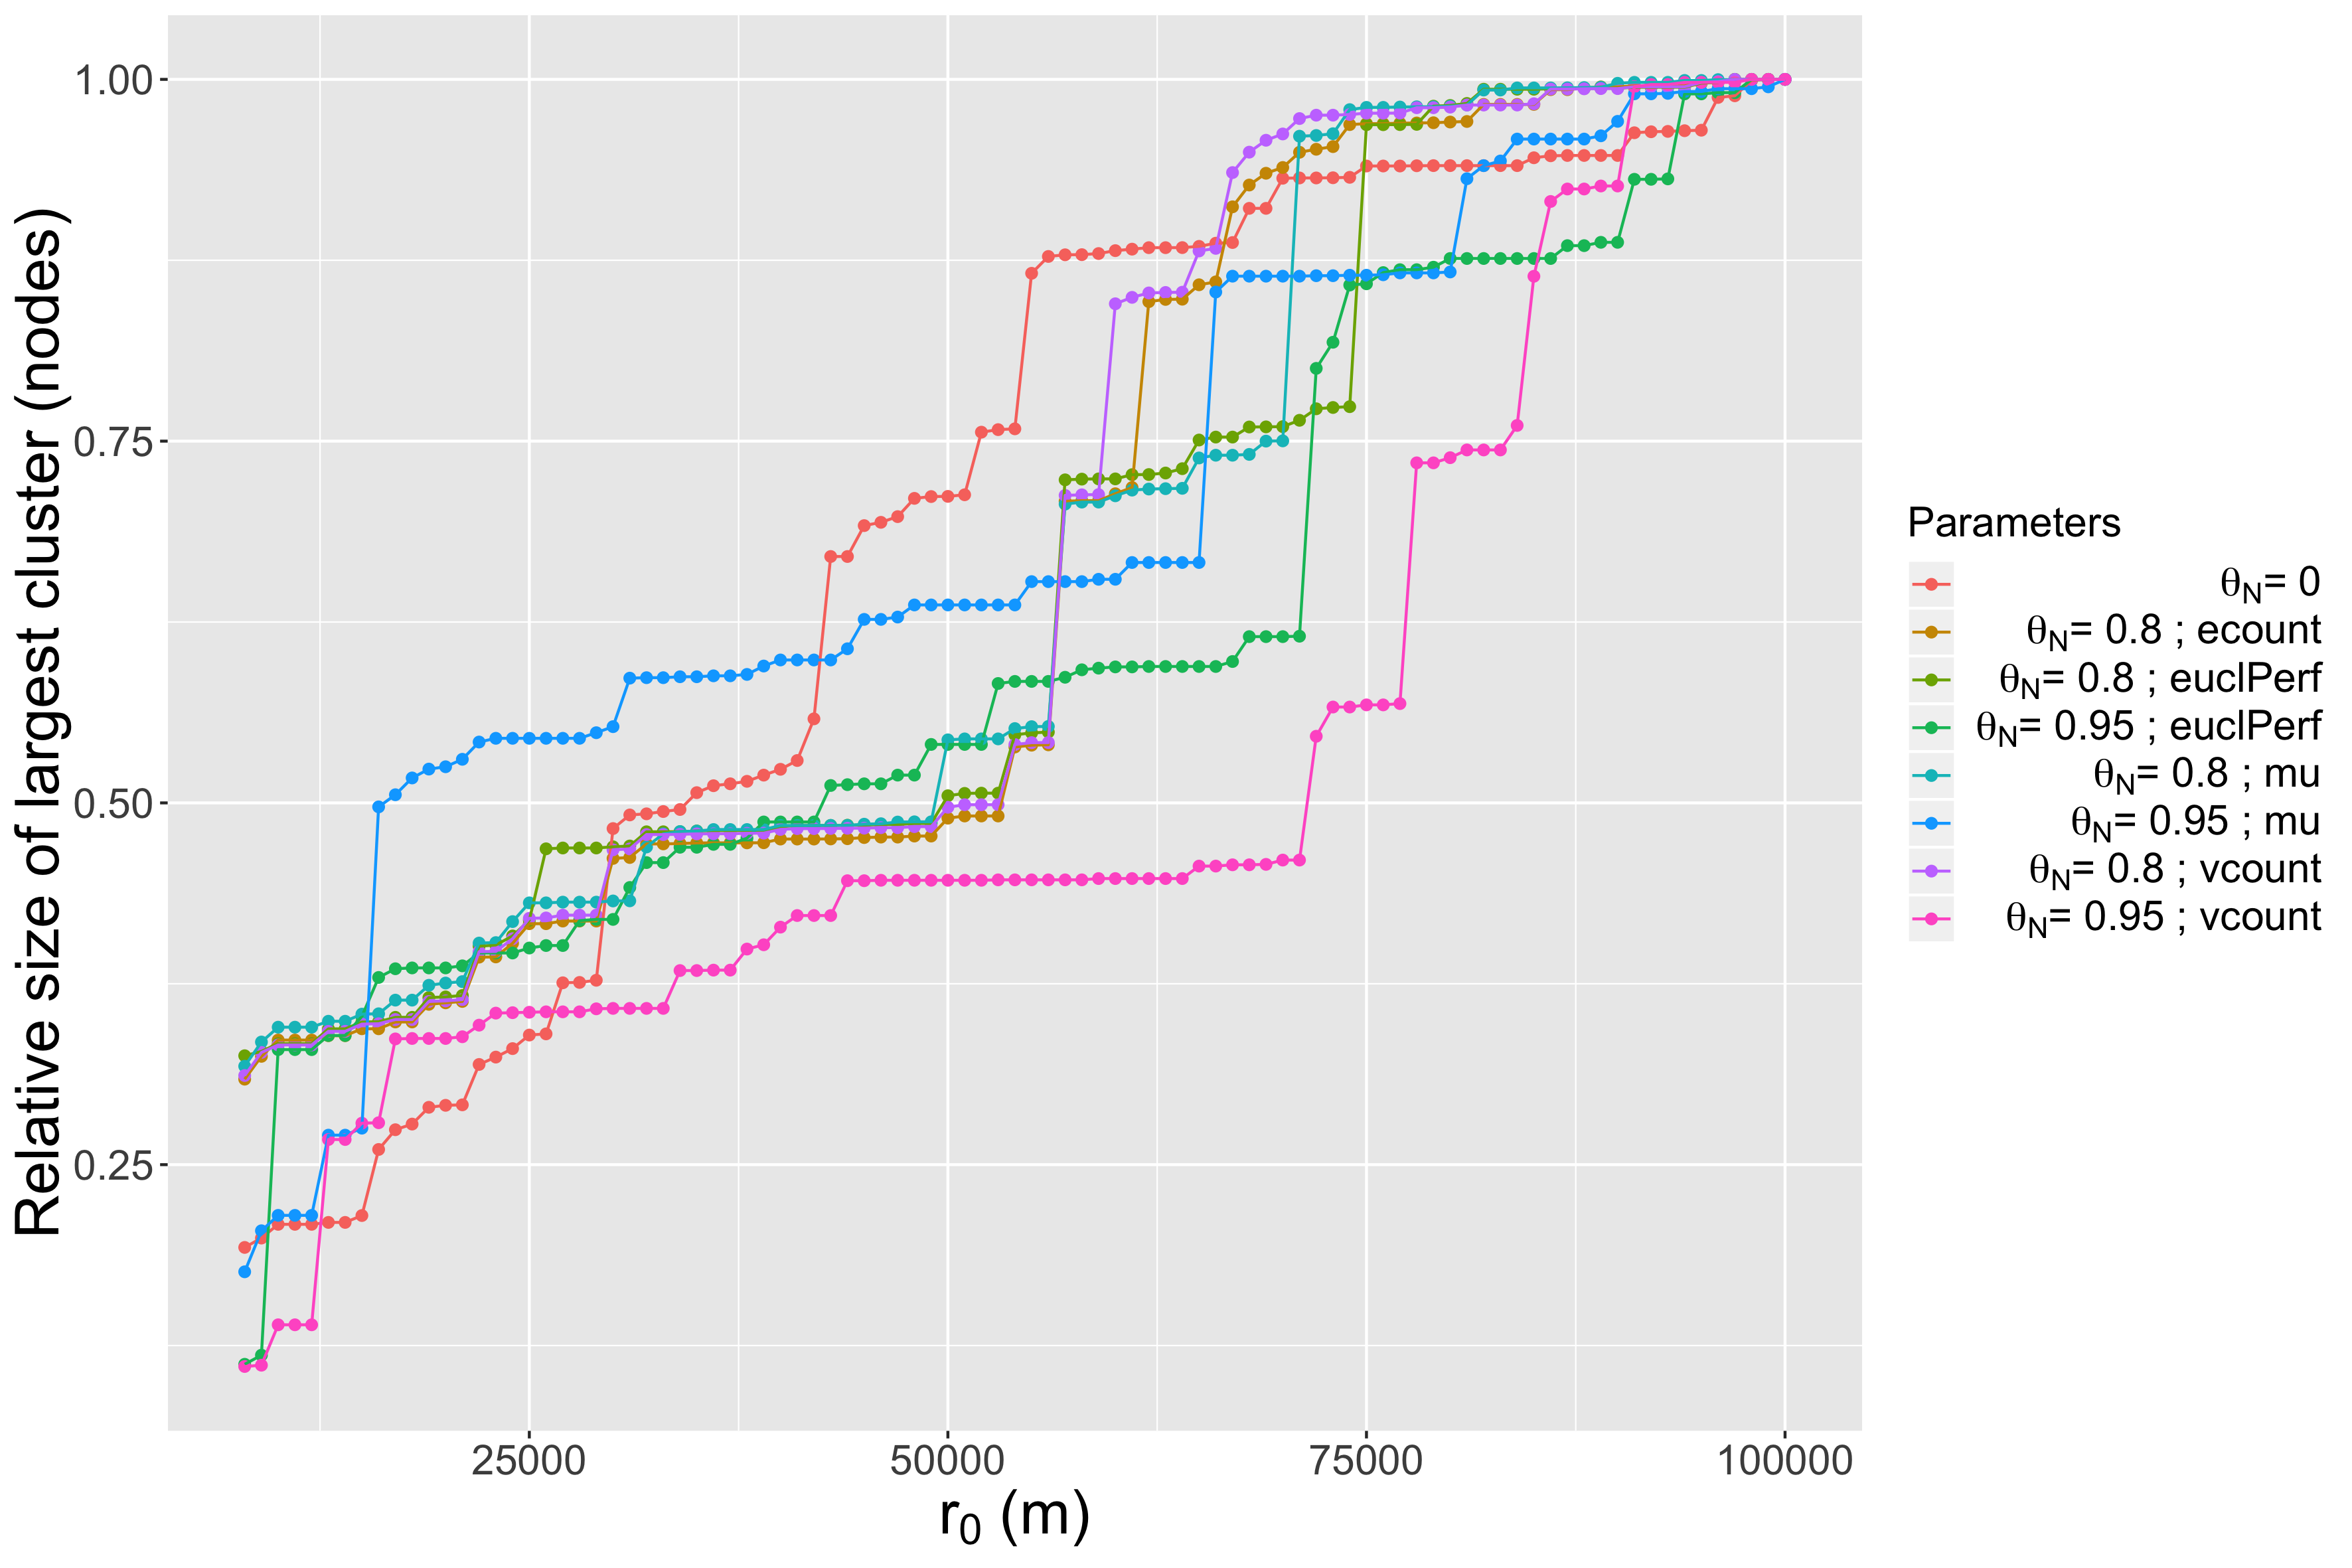 Relative size of largest cluster (nodes)
1.00
0.75
0.50
0.25
25000
50000
75000
100000
r₀ (m)
Parameters
θN= 0
θN= 0.8 ; ecount
θN= 0.8 ; euclPerf
θN= 0.95 ; euclPerf
θN= 0.8 ; mu
θN= 0.95 ; mu
θN= 0.8 ; vcount
θN= 0.95 ; vcount